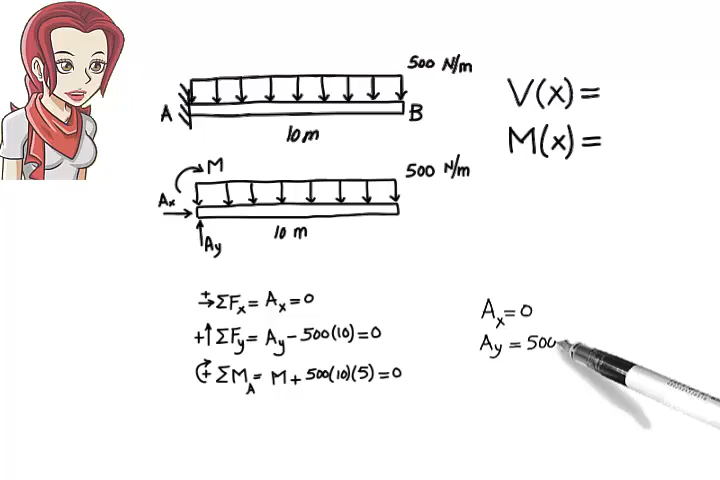 500 N/m
A
B
10 m
V(x) =
M(x) =
M
500 N/m
Ax
Ay
10 m
→+ ΣFx = Ax = 0
+↑ ΣFy = Ay - 500(10) = 0
↻+ ΣMA = M + 500(10)(5) = 0
Ax = 0
Ay = 500